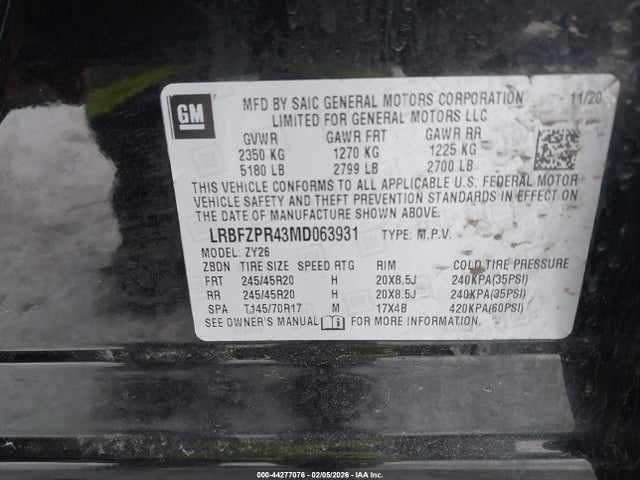 GM
MFD BY SAIC GENERAL MOTORS CORPORATION 11/20
LIMITED FOR GENERAL MOTORS LLC
GVWR GAWR FRT GAWR RR
2350 KG 1270 KG 1225 KG
5180 LB 2799 LB 2700 LB
THIS VEHICLE CONFORMS TO ALL APPLICABLE U.S. FEDERAL MOTOR
VEHICLE SAFETY AND THEFT PREVENTION STANDARDS IN EFFECT ON
THE DATE OF MANUFACTURE SHOWN ABOVE.
LRBFZPR43MD063931 TYPE: M.P.V.
ZY26
ZBDN TIRE SIZE SPEED RTG RIM COLD TIRE PRESSURE
FRT 245/45R20 H 20X8.5J 240KPA(35PSI)
RR 245/45R20 H 20X8.5J 240KPA(35PSI)
SPA T145/70R17 M 17X4B 420KPA(60PSI)
SEE OWNER'S MANUAL FOR MORE INFORMATION.
000-44277076 - 02/05/2026 - IAA Inc.